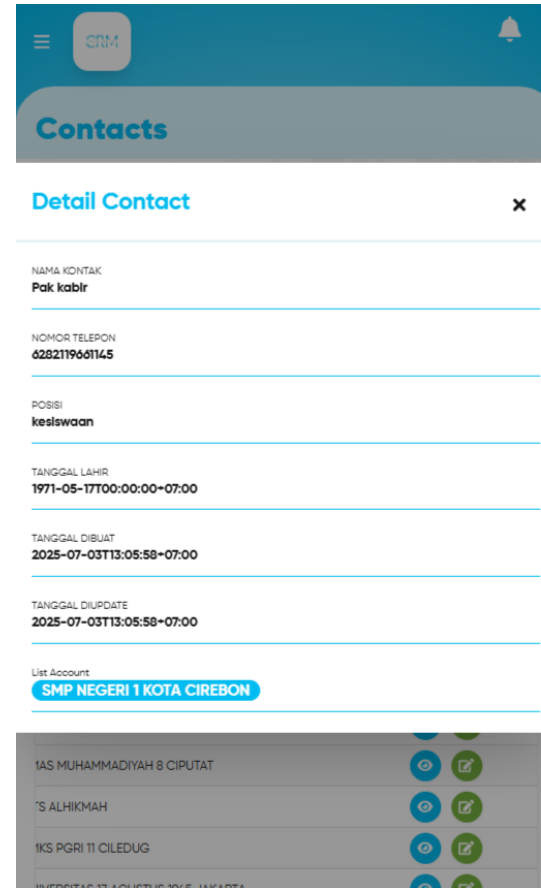 CRM
Contacts
Detail Contact
NAMA KONTAK
Pak kabir
NOMOR TELEPON
6282119661145
POSISI
kesiswaan
TANGGAL LAHIR
1971-05-17T00:00:00+07:00
TANGGAL DIBUAT
2025-07-03T13:05:58+07:00
TANGGAL DIUPDATE
2025-07-03T13:05:58+07:00
List Account
SMP NEGERI 1 KOTA CIREBON
MUHAMMADIYAH 8 CIPUTAT
ALHIKMAH
PGRI 11 CILEDUG